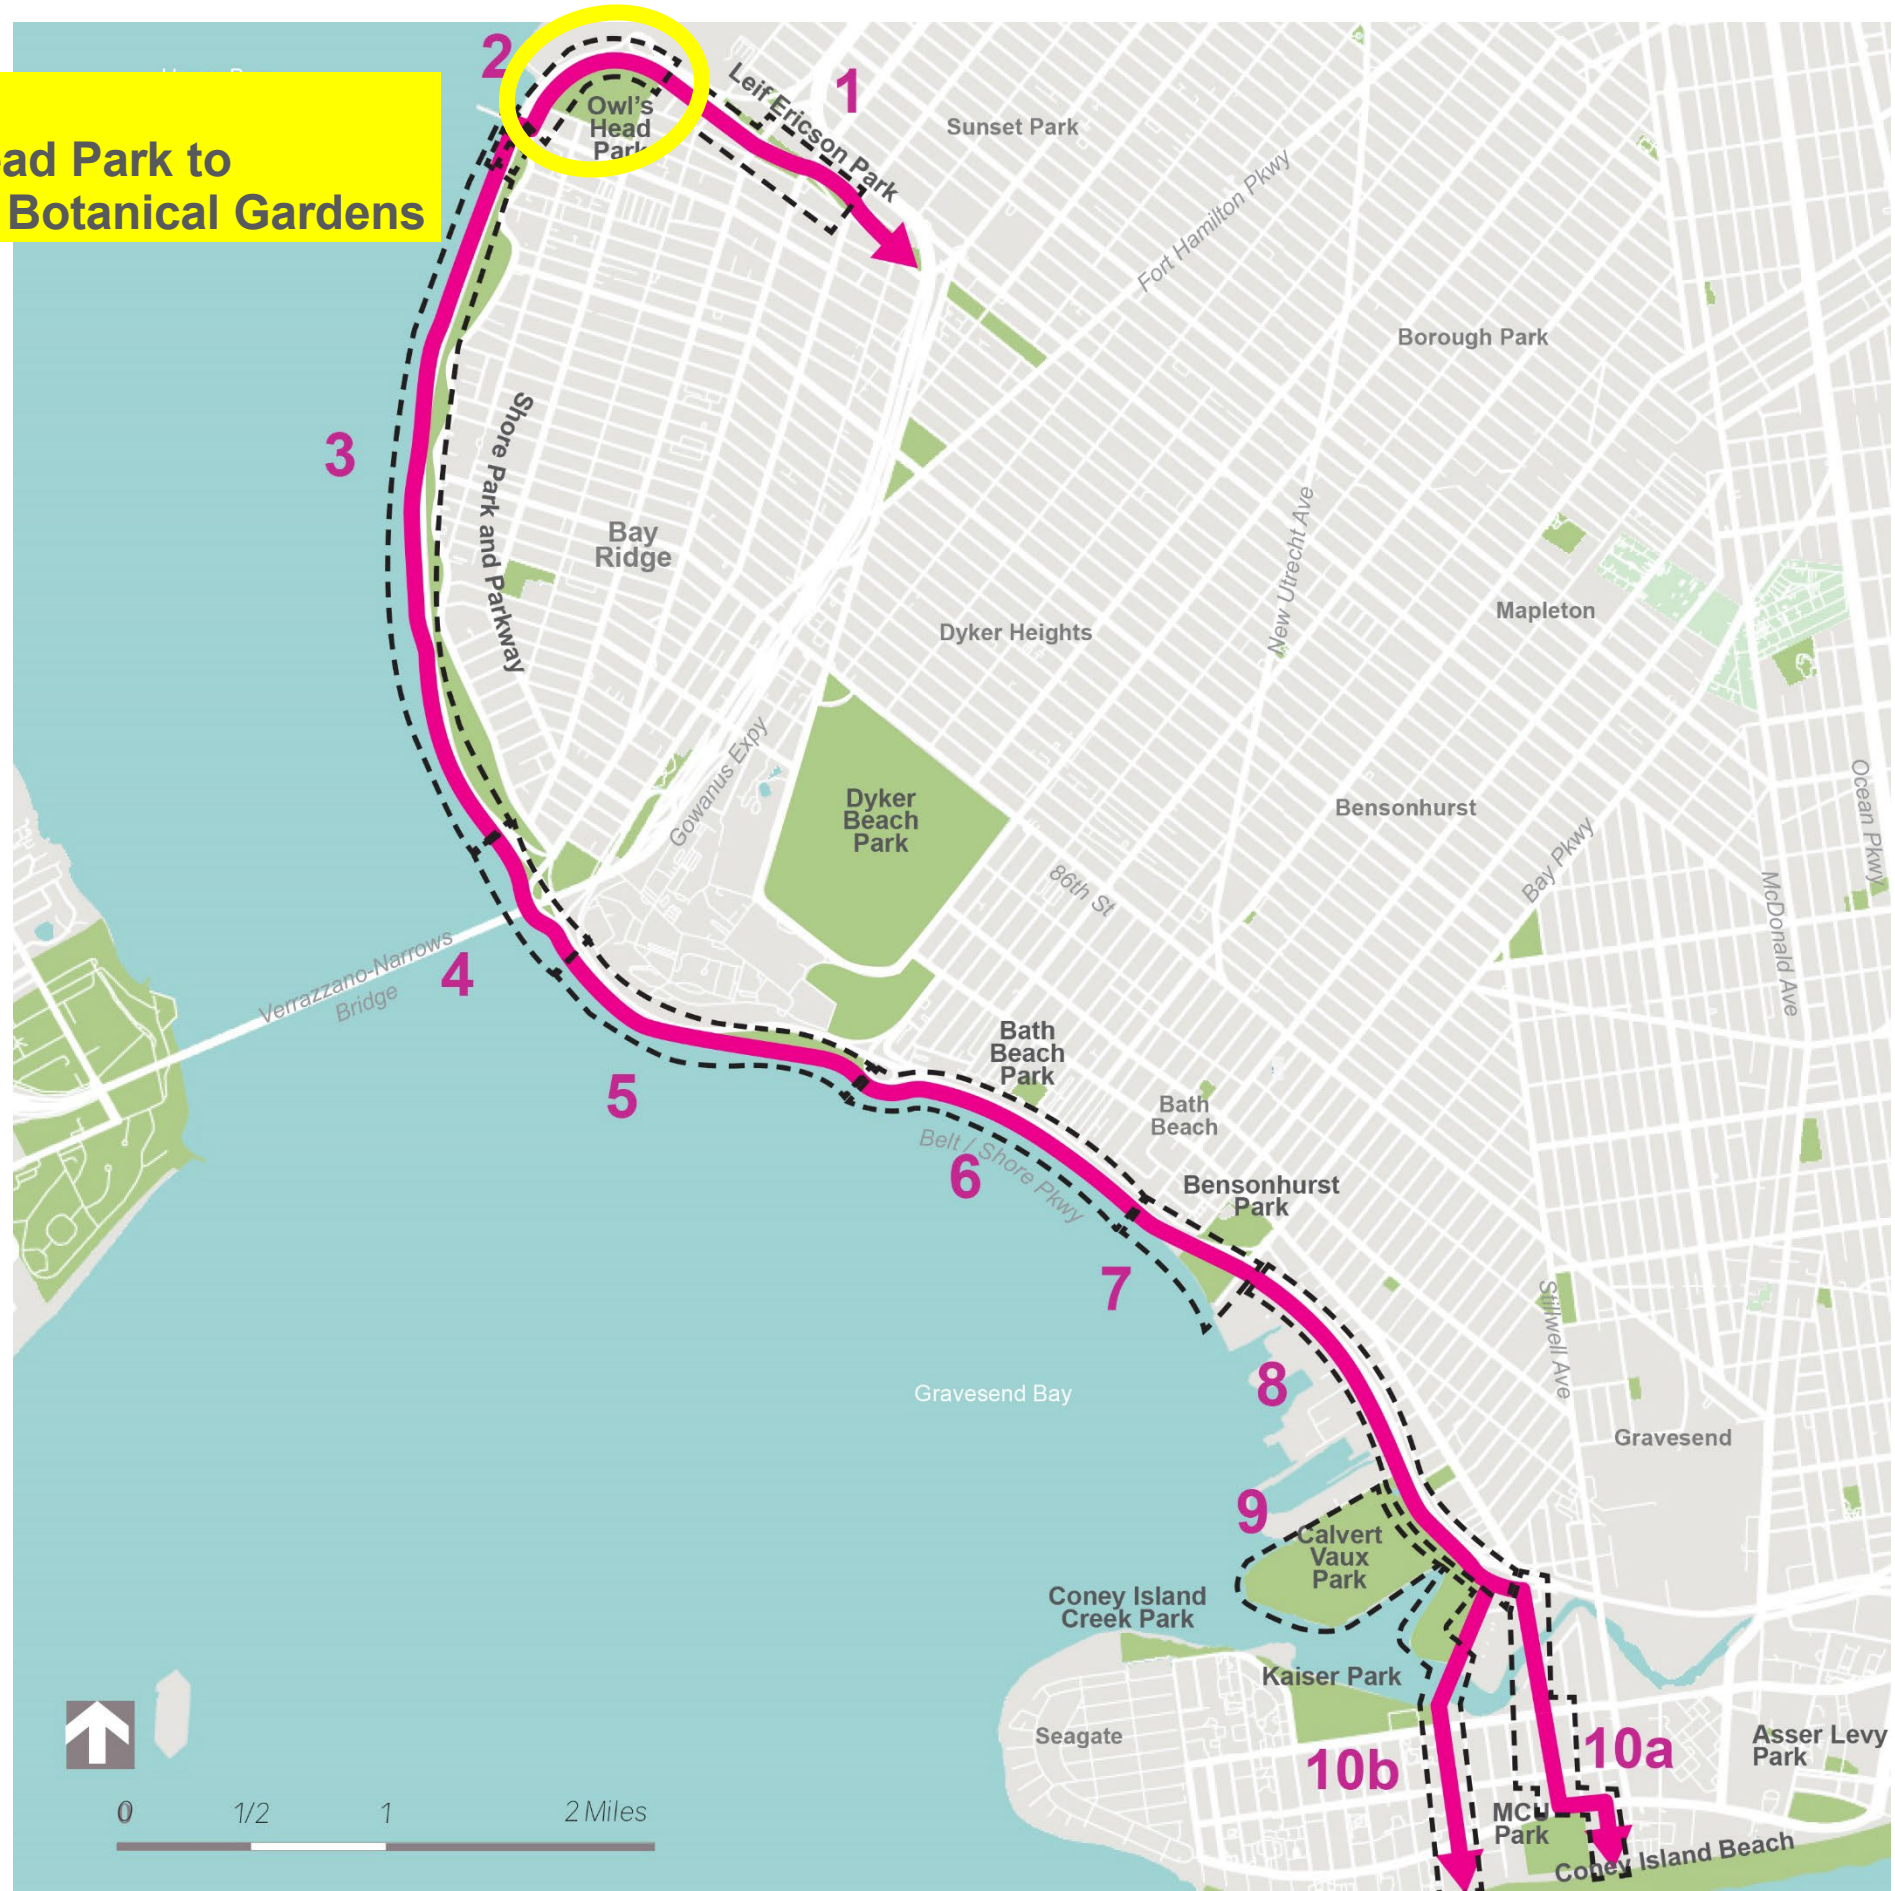 2
1
Leif Ericson Park
Sunset Park
Owl's
Head
Park
Park to
Botanical Gardens
Fort Hamilton Pkwy
Borough Park
3
Shore Park and Parkway
Bay
Ridge
New Utrecht Ave
Mapleton
Dyker Heights
Gowanus Expy
Dyker
Beach
Park
Bensonhurst
Ocean Pkwy
86th St
Bay Pkwy
McDonald Ave
Verrazzano-Narrows
Bridge
4
5
Bath
Beach
Park
Bath
Beach
Belt / Shore Pkwy
6
Bensonhurst
Park
7
Stillwell Ave
8
Gravesend Bay
Gravesend
9
Calvert
Vaux
Park
Coney Island
Creek Park
Kaiser Park
Seagate
10b
10a
Asser Levy
Park
MCU
Park
Coney Island Beach
0 1/2 1 2 Miles